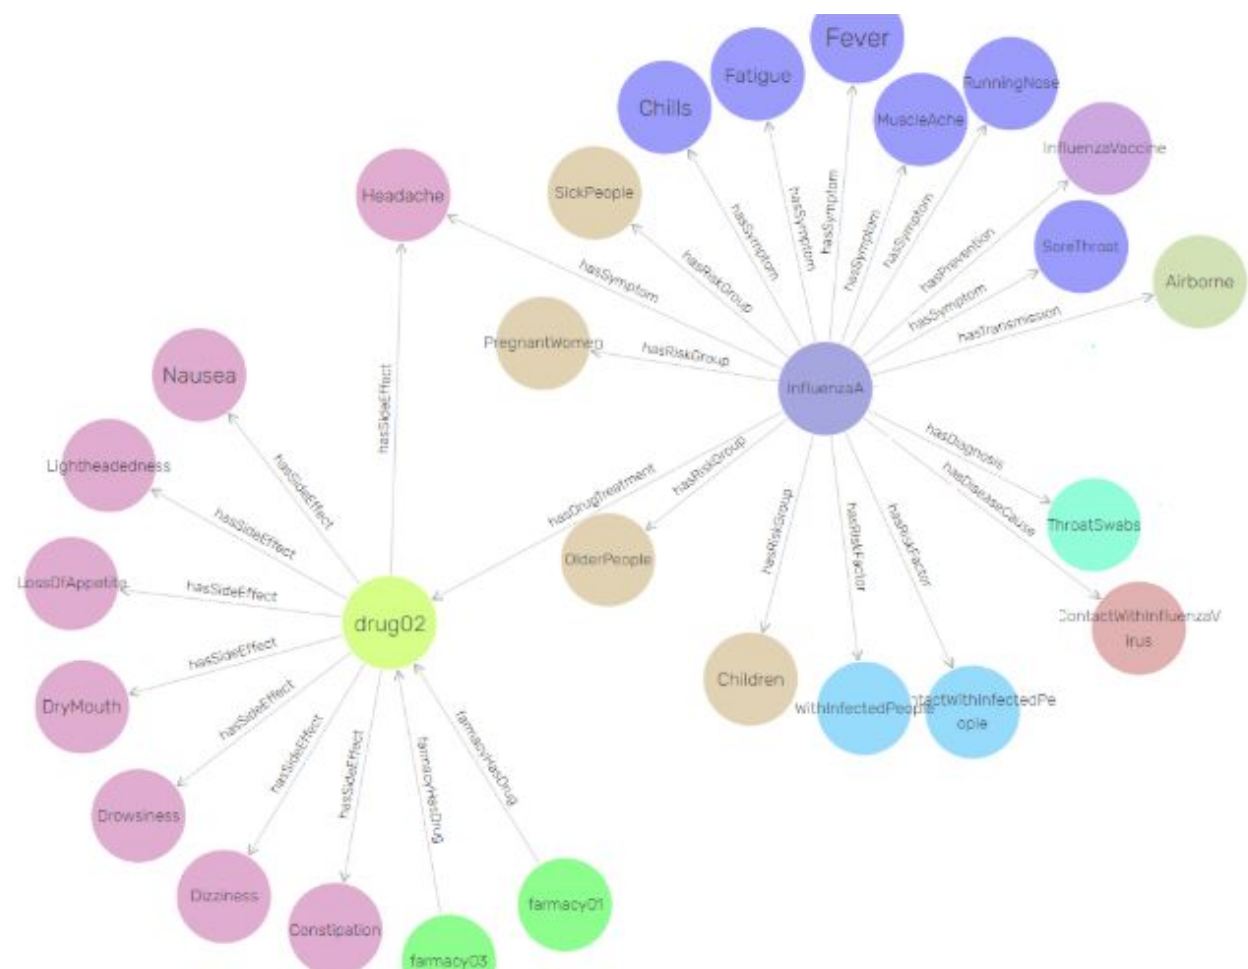 Fever
Fatigue
RunningNose
Chills
MuscleAche
InfluenzaVaccine
Headache
SickPeople
hasSymptom
hasSymptom
hasSymptom
hasSymptom
hasSymptom
hasPrevention
SoreThroat
Airborne
hasSymptom
hasRiskGroup
hasSymptom
hasTransmission
PregnantWomen
hasRiskGroup
InfluenzaA
Nausea
hasSideEffect
Lightheadedness
hasSideEffect
hasSideEffect
hasDrugTreatment
hasRiskGroup
hasDiagnosis
hasDiseaseCause
ThroatSwabs
LossOfAppetite
hasSideEffect
OlderPeople
hasRiskGroup
hasRiskFactor
hasRiskFactor
drug02
ContactWithInfluenzaV
irus
hasSideEffect
DryMouth
hasSideEffect
Children
WithInfectedPeople
ntactWithInfectedPe
ople
hasSideEffect
hasSideEffect
farmacyHasDrug
farmacyHasDrug
Drowsiness
Dizziness
Constipation
farmacy01
farmacy03